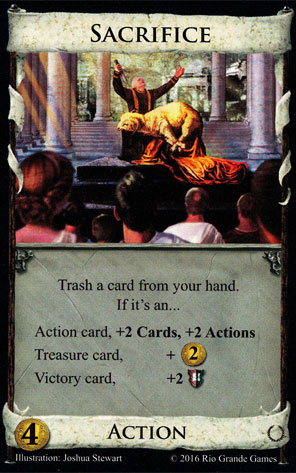 SACRIFICE
Trash a card from your hand.
If it's an...
Action card, +2 Cards, +2 Actions
Treasure card, + 2
Victory card, +2
4
ACTION
Illustration: Joshua Stewart © 2016 Rio Grande Games